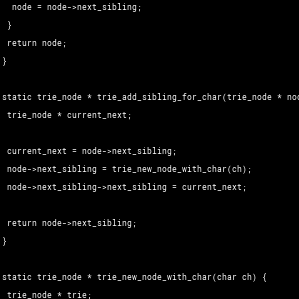 node = node->next_sibling;
}
return node;
}
static trie_node * trie_add_sibling_for_char(trie_node *
trie_node * current_next;
current_next = node->next_sibling;
node->next_sibling = trie_new_node_with_char(ch);
node->next_sibling->next_sibling = current_next;
return node->next_sibling;
}
static trie_node * trie_new_node_with_char(char ch) {
trie_node * trie;